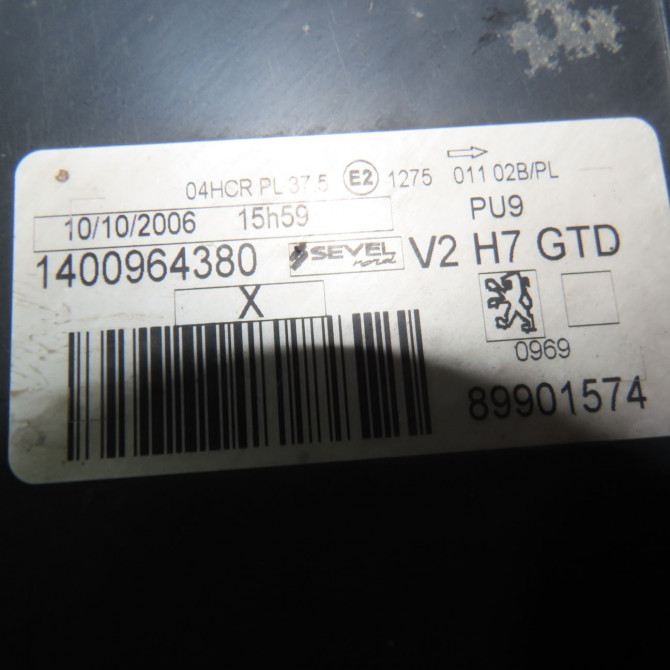 04HCR PL 37.5 E2 1275 011 02B/PL
10/10/2006 15h59 PU9
1400964380 SEVEL nord V2 H7 GTD
X
0969
89901574